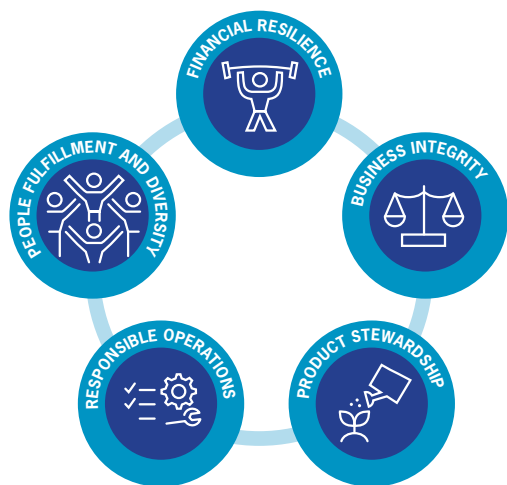 FINANCIAL RESILIENCE
BUSINESS INTEGRITY
PRODUCT STEWARDSHIP
RESPONSIBLE OPERATIONS
PEOPLE FULFILLMENT AND DIVERSITY